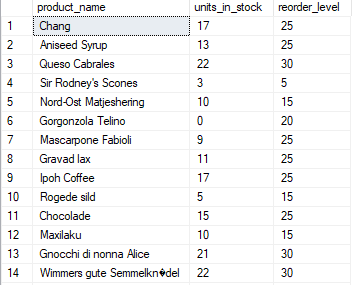 product_name units_in_stock reorder_level
1 Chang 17 25
2 Aniseed Syrup 13 25
3 Queso Cabrales 22 30
4 Sir Rodney's Scones 3 5
5 Nord-Ost Matjeshering 10 15
6 Gorgonzola Telino 0 20
7 Mascarpone Fabioli 9 25
8 Gravad lax 11 25
9 Ipoh Coffee 17 25
10 Rogede sild 5 15
11 Chocolade 15 25
12 Maxilaku 10 15
13 Gnocchi di nonna Alice 21 30
14 Wimmers gute Semmelkn�del 22 30